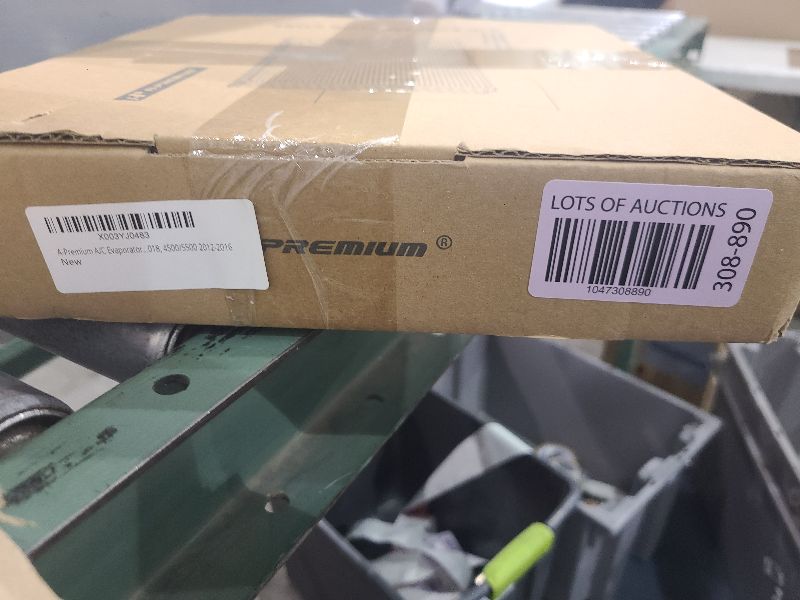 X003YJ0483
A-Premium A/C Evaporator...018, 4500/5500 2012-2016
New
PREMIUM®
LOTS OF AUCTIONS
1047308890
308-890